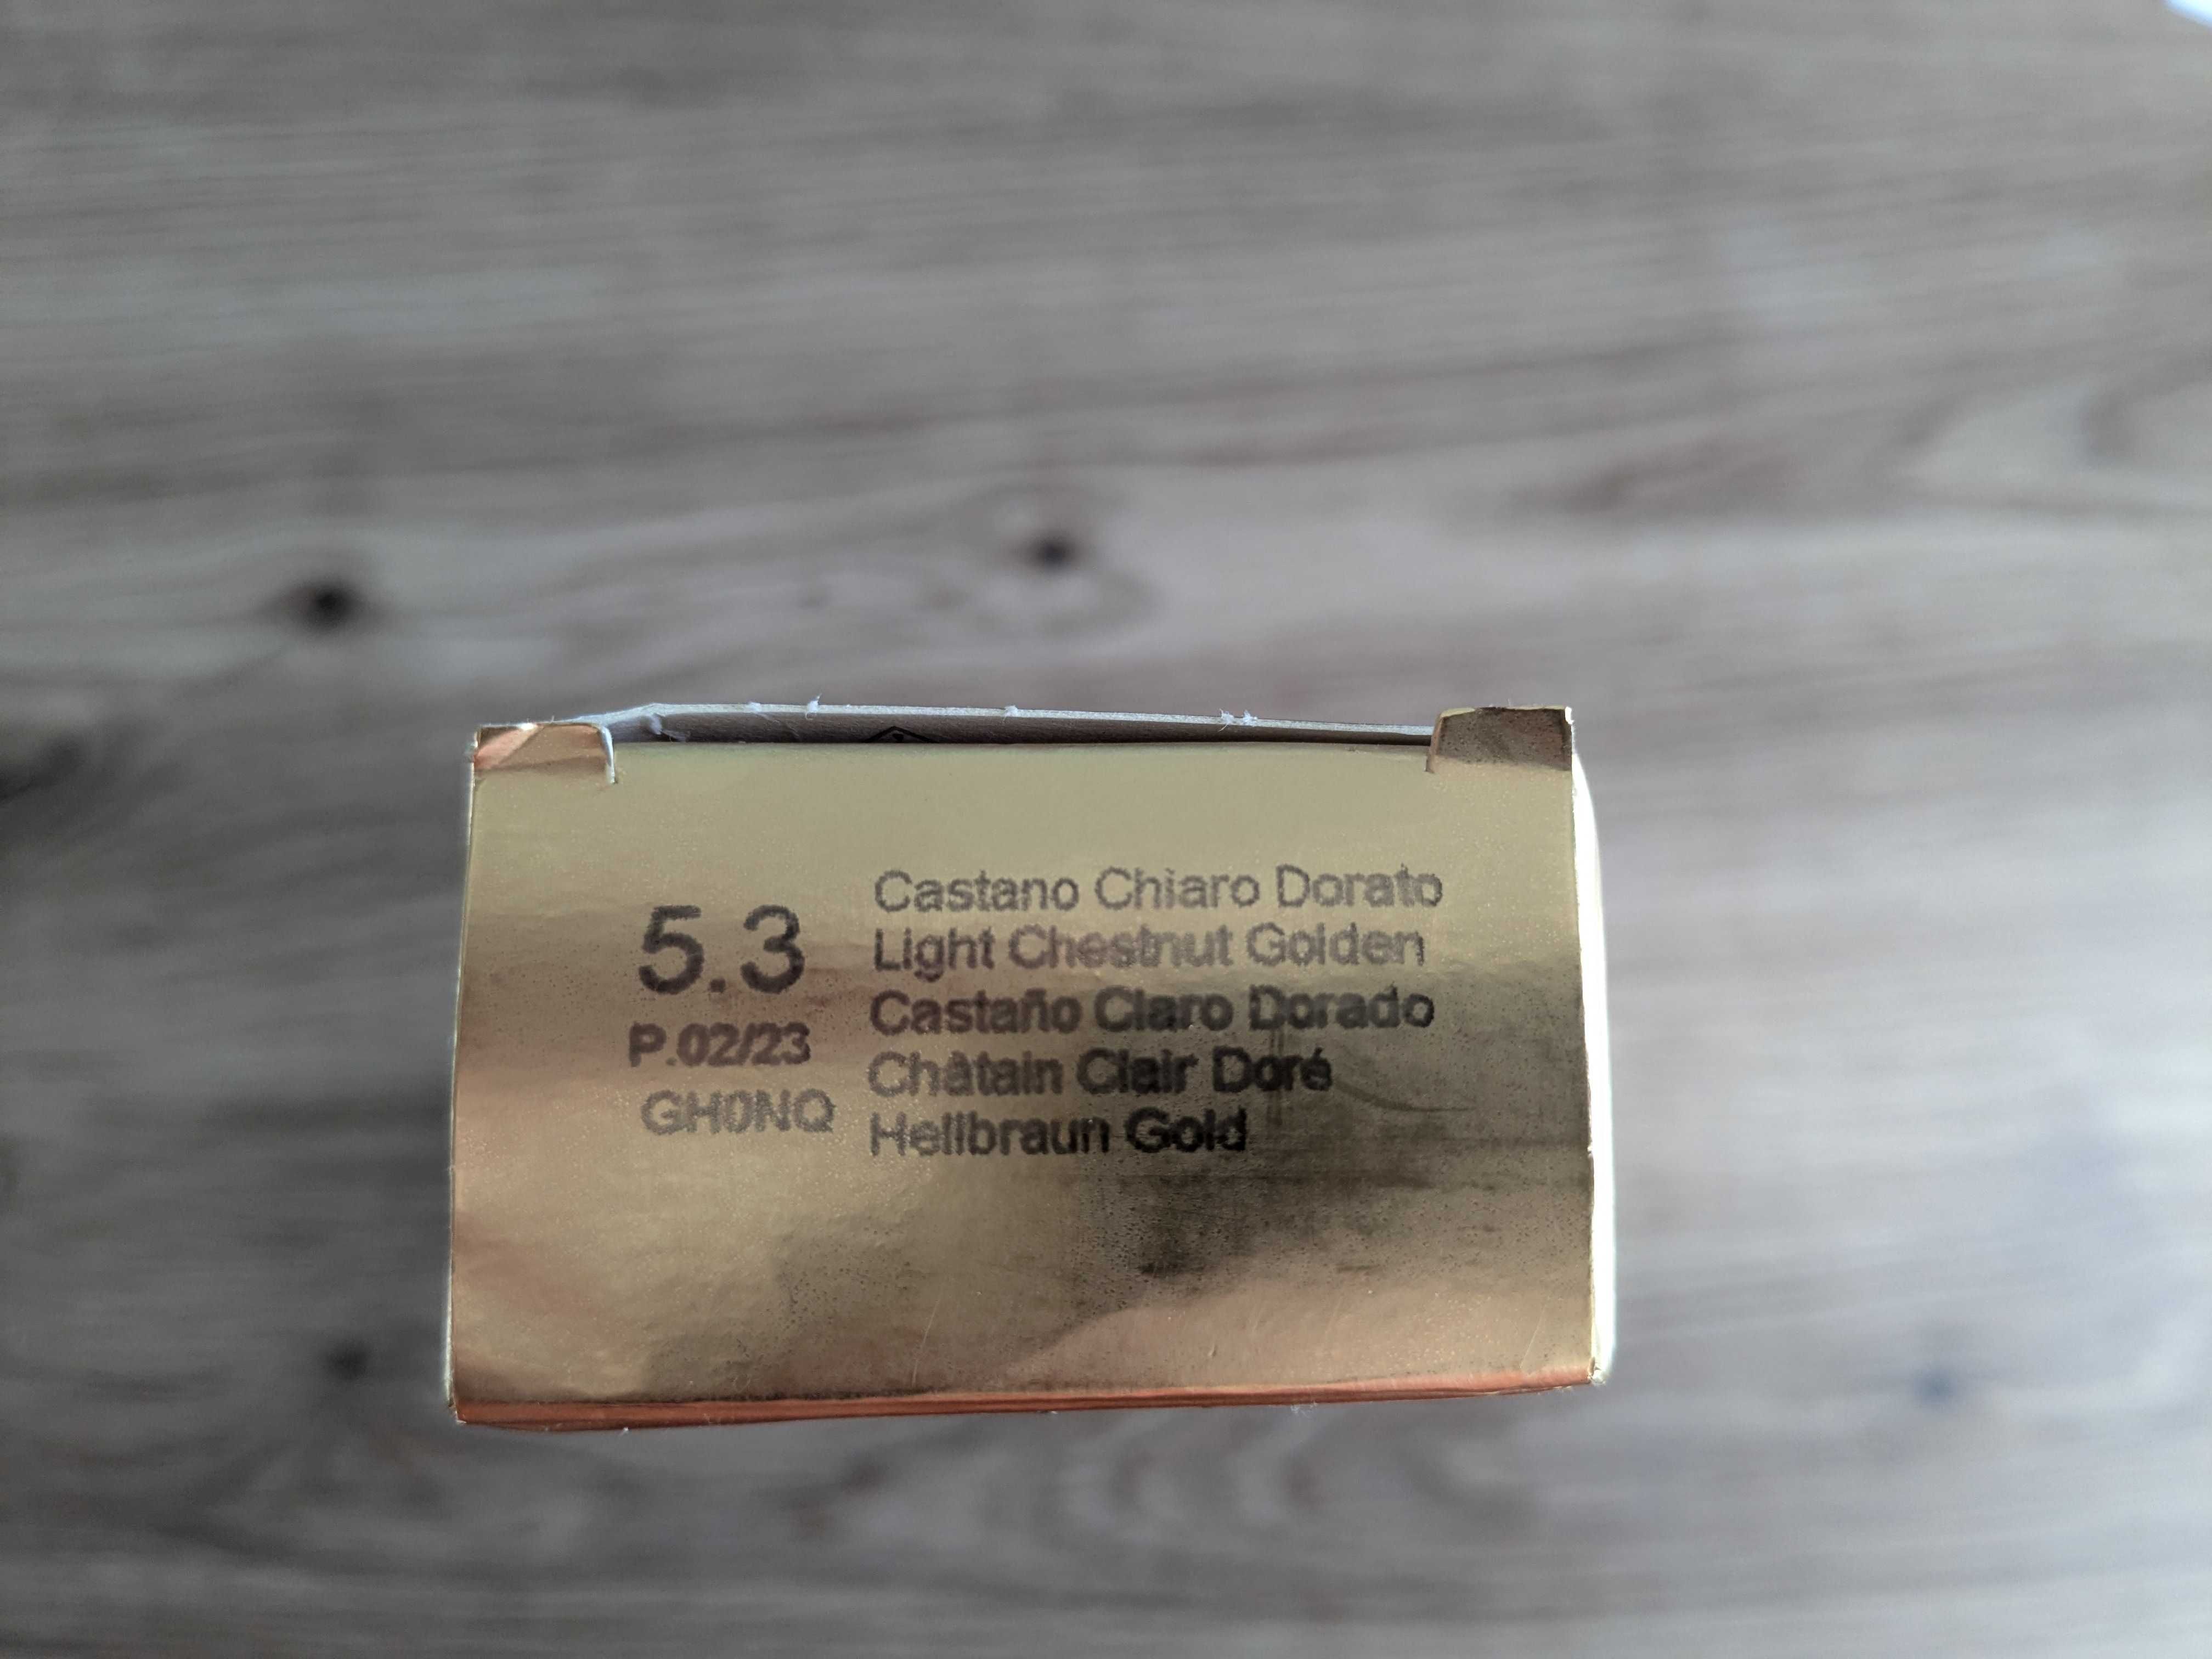 5.3
P.02/23
GH0NQ
Castano Chiaro Dorato
Light Chestnut Golden
Castaño Claro Dorado
Châtain Clair Doré
Hellbraun Gold